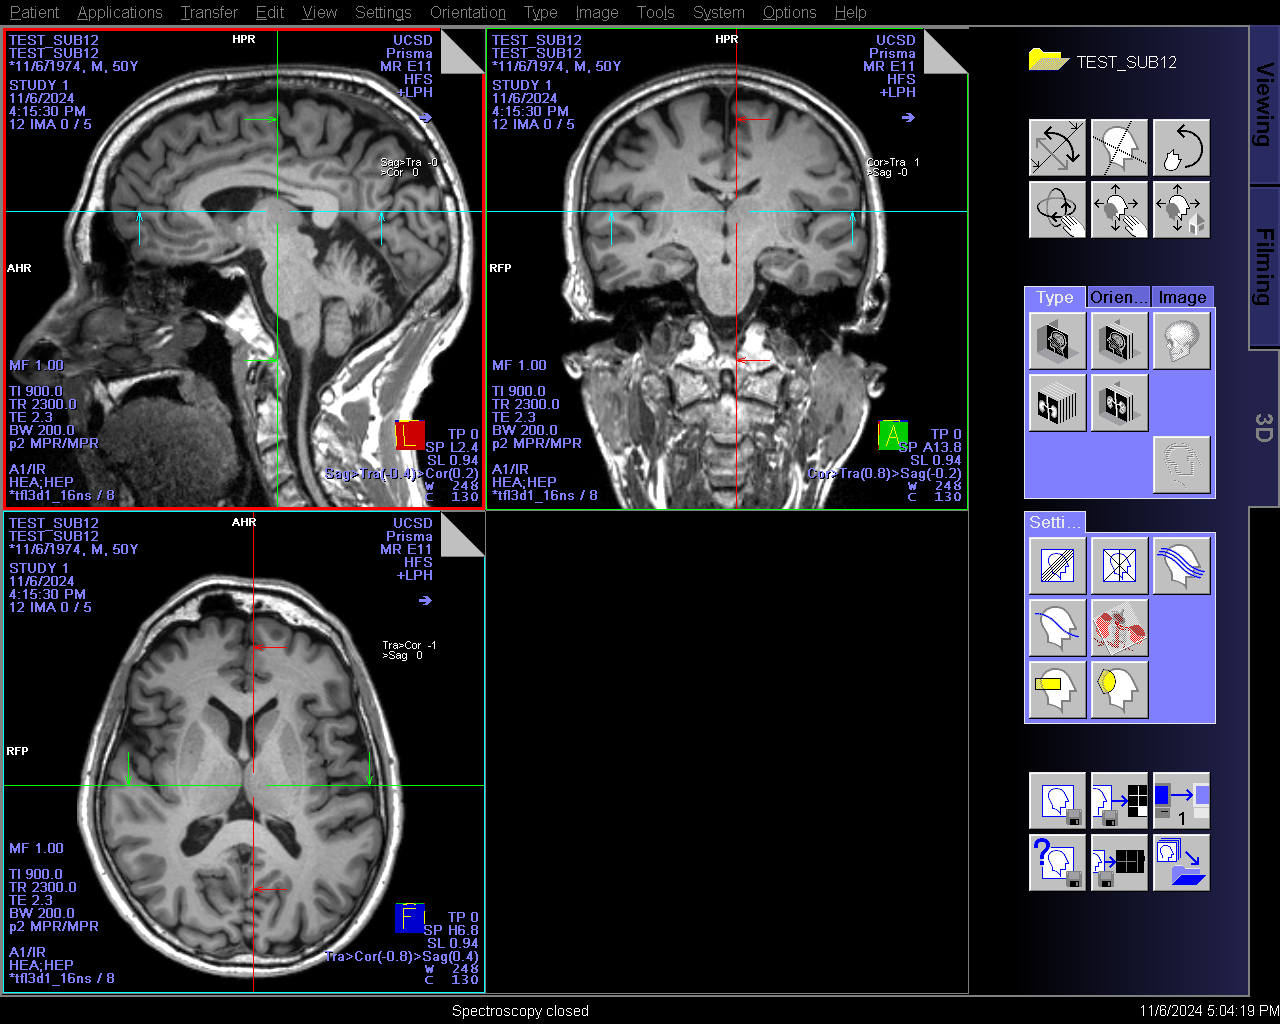 Patient Applications Transfer Edit View Settings Orientation Type Image Tools System Options Help
TEST_SUB12
TEST_SUB12
*11/6/1974, M, 50Y
STUDY 1
11/6/2024
4:15:30 PM
12 IMA 0 / 5
HPR
UCSD
Prisma
MR E11
HFS
+LPH
Sag>Tra -0
>Cor 0
AHR
MF 1.00
TI 900.0
TR 2300.0
TE 2.3
BW 200.0
p2 MPR/MPR
A1/IR
HEA;HEP
*tfl3d1_16ns / 8
L
TP 0
SP L2.4
SL 0.94
Sag>Tra(-0.4)>Cor(0.2)
W 248
C 130
TEST_SUB12
TEST_SUB12
*11/6/1974, M, 50Y
STUDY 1
11/6/2024
4:15:30 PM
12 IMA 0 / 5
HPR
UCSD
Prisma
MR E11
HFS
+LPH
Cor>Tra 1
>Sag -0
RFP
MF 1.00
TI 900.0
TR 2300.0
TE 2.3
BW 200.0
p2 MPR/MPR
A1/IR
HEA;HEP
*tfl3d1_16ns / 8
A
TP 0
SP A13.8
SL 0.94
Cor>Tra(0.8)>Sag(-0.2)
W 248
C 130
TEST_SUB12
TEST_SUB12
*11/6/1974, M, 50Y
STUDY 1
11/6/2024
4:15:30 PM
12 IMA 0 / 5
AHR
UCSD
Prisma
MR E11
HFS
+LPH
Tra>Cor -1
>Sag 0
RFP
MF 1.00
TI 900.0
TR 2300.0
TE 2.3
BW 200.0
p2 MPR/MPR
A1/IR
HEA;HEP
*tfl3d1_16ns / 8
F
TP 0
SP H6.8
SL 0.94
Tra>Cor(-0.8)>Sag(0.4)
W 248
C 130
TEST_SUB12
Viewing
Filming
3D
Type Orien... Image
Setti...
1
?
Spectroscopy closed
11/6/2024 5:04:19 PM